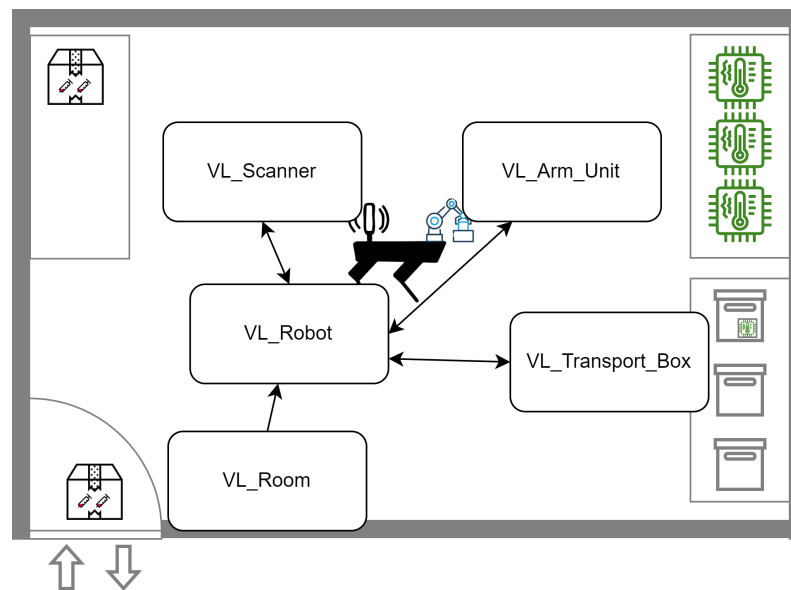 VL_Scanner
VL_Arm_Unit
VL_Robot
VL_Transport_Box
VL_Room